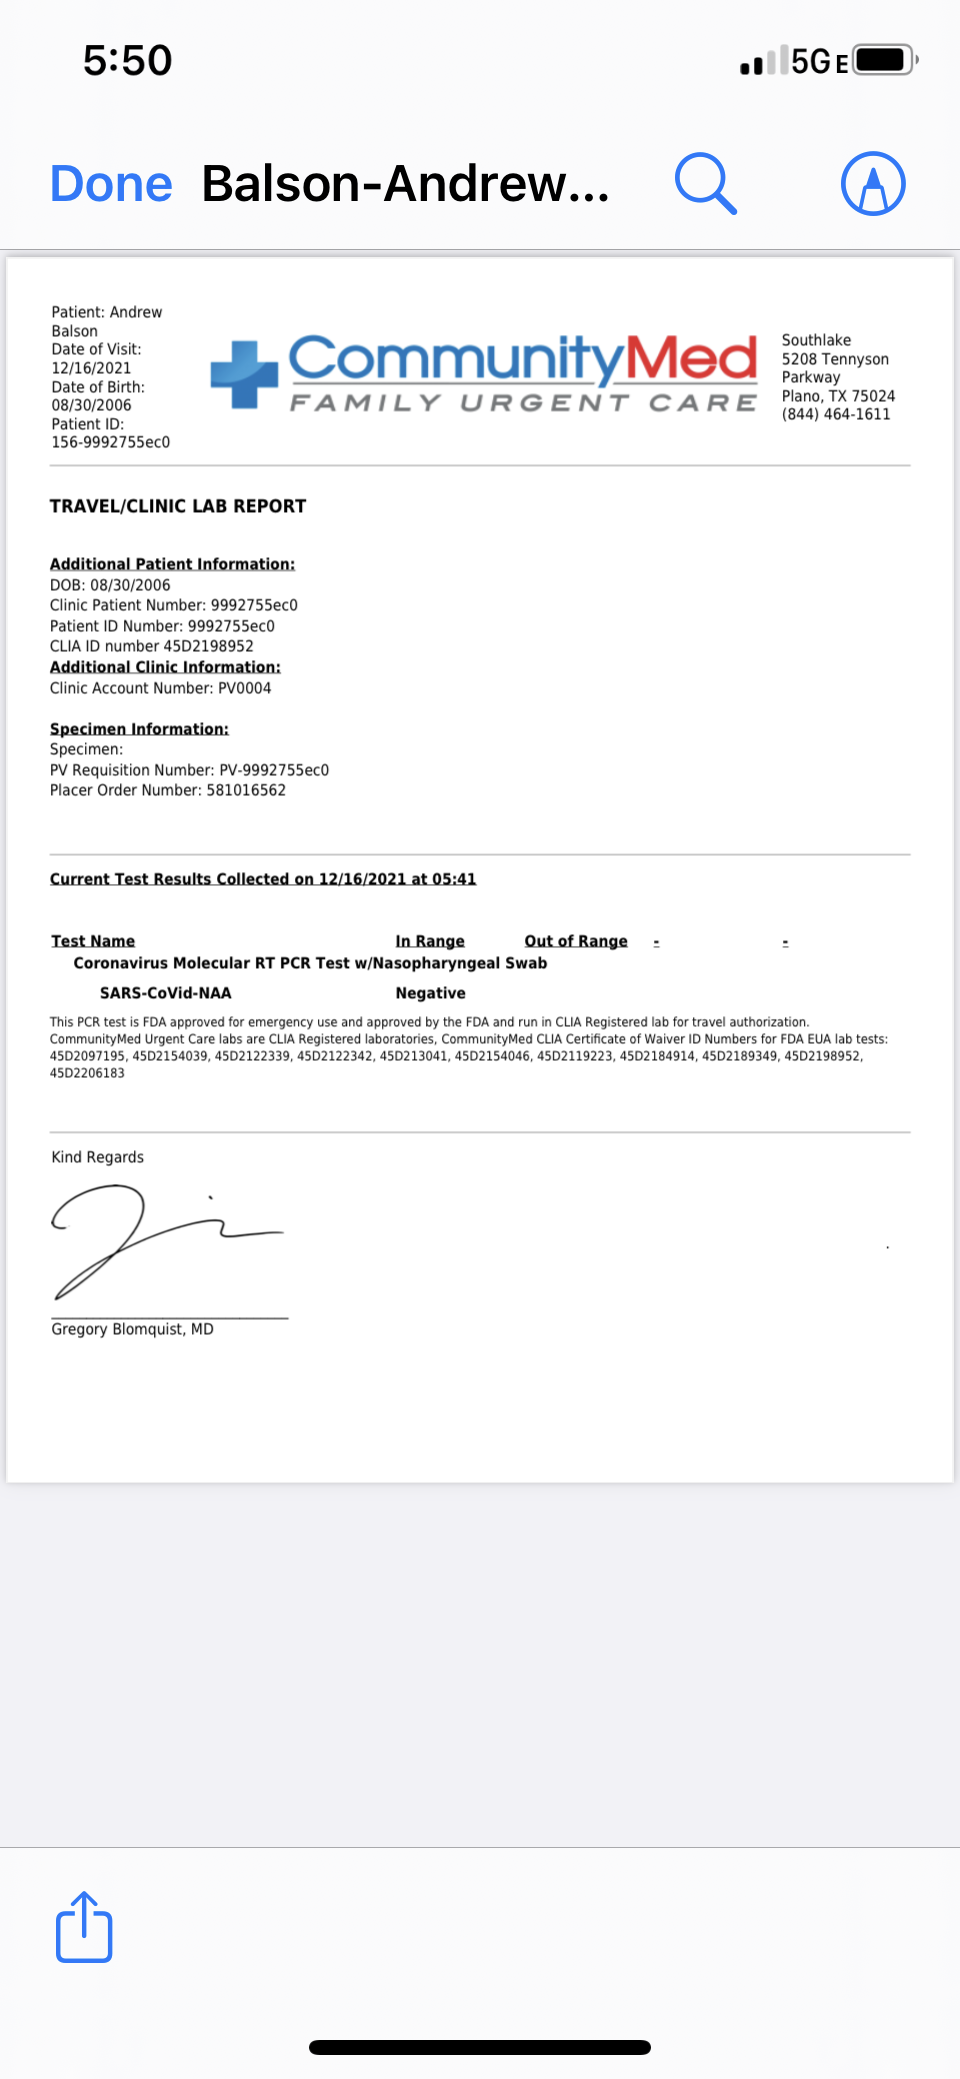 5:50
5G E
Done Balson-Andrew...
Patient: Andrew
Balson
Date of Visit:
12/16/2021
Date of Birth:
08/30/2006
Patient ID:
156-9992755ec0
CommunityMed
FAMILY URGENT CARE
Southlake
5208 Tennyson
Parkway
Plano, TX 75024
(844) 464-1611
TRAVEL/CLINIC LAB REPORT
Additional Patient Information:
DOB: 08/30/2006
Clinic Patient Number: 9992755ec0
Patient ID Number: 9992755ec0
CLIA ID number 45D2198952
Additional Clinic Information:
Clinic Account Number: PV0004
Specimen Information:
Specimen:
PV Requisition Number: PV-9992755ec0
Placer Order Number: 581016562
Current Test Results Collected on 12/16/2021 at 05:41
Test Name In Range Out of Range - -
Coronavirus Molecular RT PCR Test w/Nasopharyngeal Swab
SARS-CoVid-NAA Negative
This PCR test is FDA approved for emergency use and approved by the FDA and run in CLIA Registered lab for travel authorization.
CommunityMed Urgent Care labs are CLIA Registered laboratories, CommunityMed CLIA Certificate of Waiver ID Numbers for FDA EUA lab tests:
45D2097195, 45D2154039, 45D2122339, 45D2122342, 45D213041, 45D2154046, 45D2119223, 45D2184914, 45D2189349, 45D2198952,
45D2206183
Kind Regards
Gregory Blomquist, MD